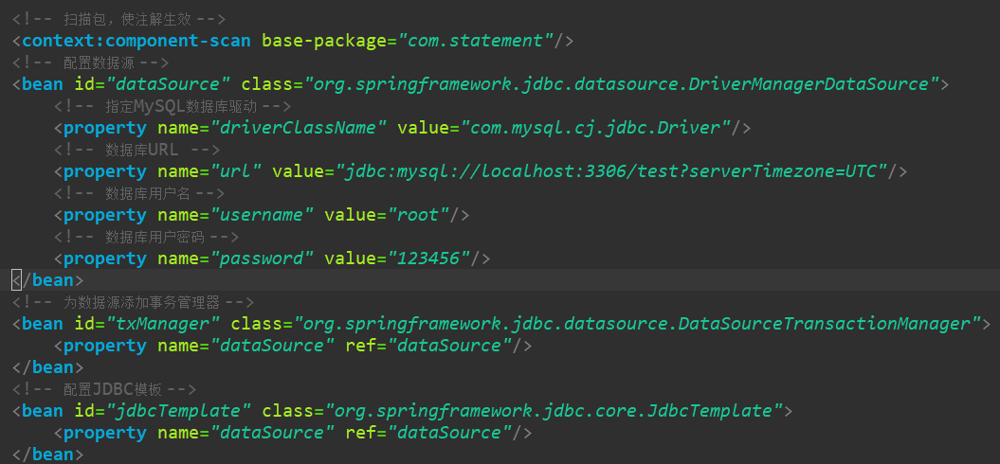 <!-- 扫描包，使注解生效 -->
<context:component-scan base-package="com.statement"/>
<!-- 配置数据源 -->
<bean id="dataSource" class="org.springframework.jdbc.datasource.DriverManagerDataSource">
<!-- 指定MySQL数据库驱动 -->
<property name="driverClassName" value="com.mysql.cj.jdbc.Driver"/>
<!-- 数据库URL -->
<property name="url" value="jdbc:mysql://localhost:3306/test?serverTimezone=UTC"/>
<!-- 数据库用户名 -->
<property name="username" value="root"/>
<!-- 数据库用户密码 -->
<property name="password" value="123456"/>
</bean>
<!-- 为数据源添加事务管理器 -->
<bean id="txManager" class="org.springframework.jdbc.datasource.DataSourceTransactionManager">
<property name="dataSource" ref="dataSource"/>
</bean>
<!-- 配置JDBC模板 -->
<bean id="jdbcTemplate" class="org.springframework.jdbc.core.JdbcTemplate">
<property name="dataSource" ref="dataSource"/>
</bean>